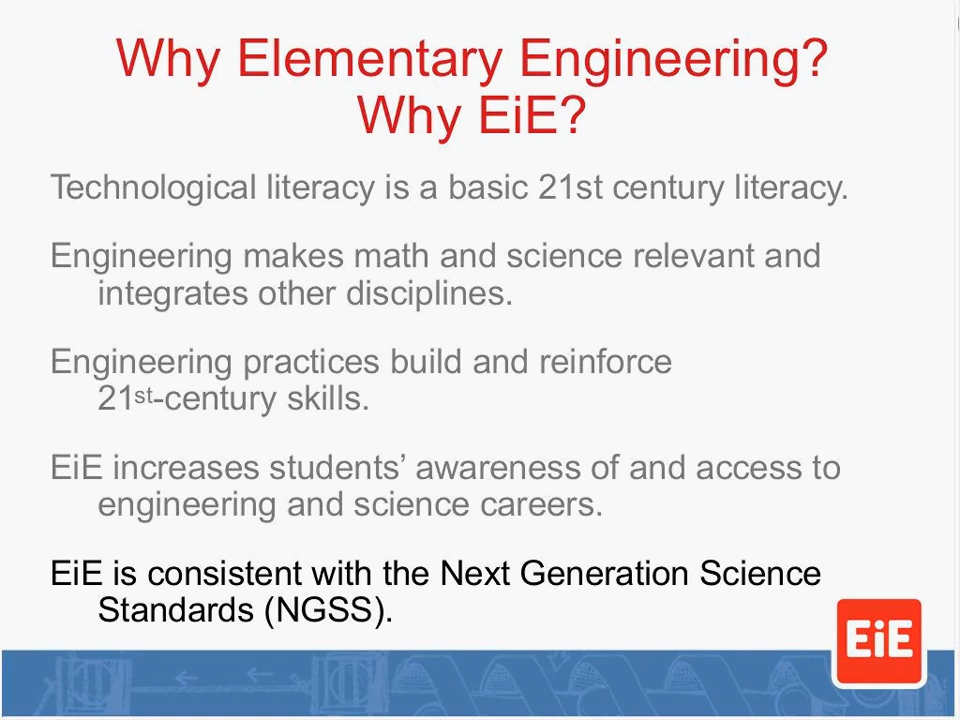 Why Elementary Engineering?
Why EiE?
Technological literacy is a basic 21st century literacy.
Engineering makes math and science relevant and
integrates other disciplines.
Engineering practices build and reinforce
21st-century skills.
EiE increases students’ awareness of and access to
engineering and science careers.
EiE is consistent with the Next Generation Science
Standards (NGSS).
EiE